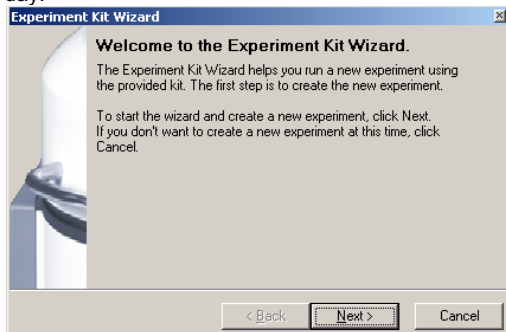 day.
Experiment Kit Wizard
Welcome to the Experiment Kit Wizard.
The Experiment Kit Wizard helps you run a new experiment using
the provided kit. The first step is to create the new experiment.
To start the wizard and create a new experiment, click Next.
If you don't want to create a new experiment at this time, click
Cancel.
< Back Next > Cancel